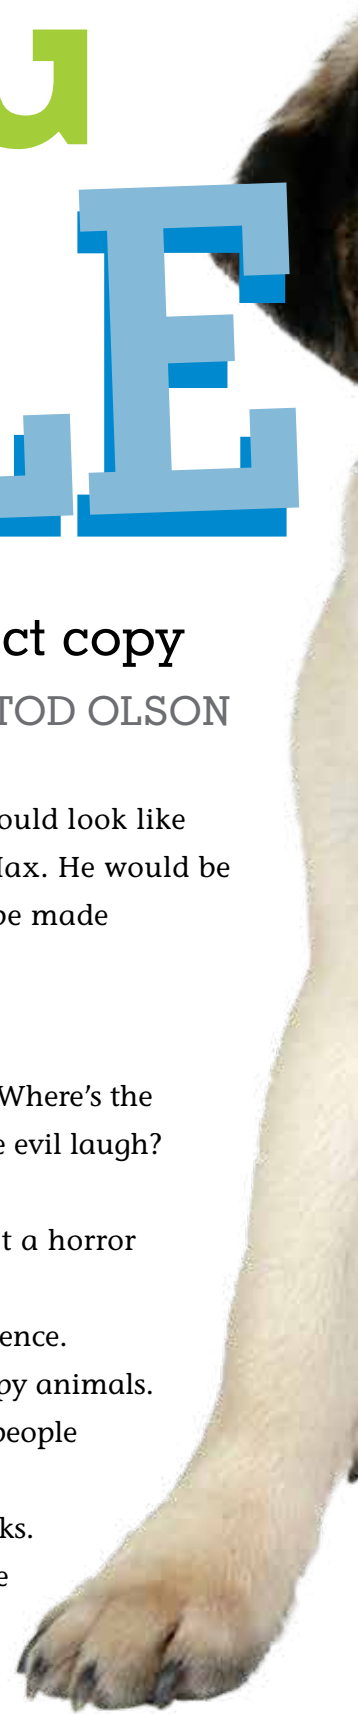 G
LE
ct copy
TOD OLSON
ould look like
Max. He would be
be made
Where's the
e evil laugh?
t a horror
ence.
py animals.
people
ks.
e